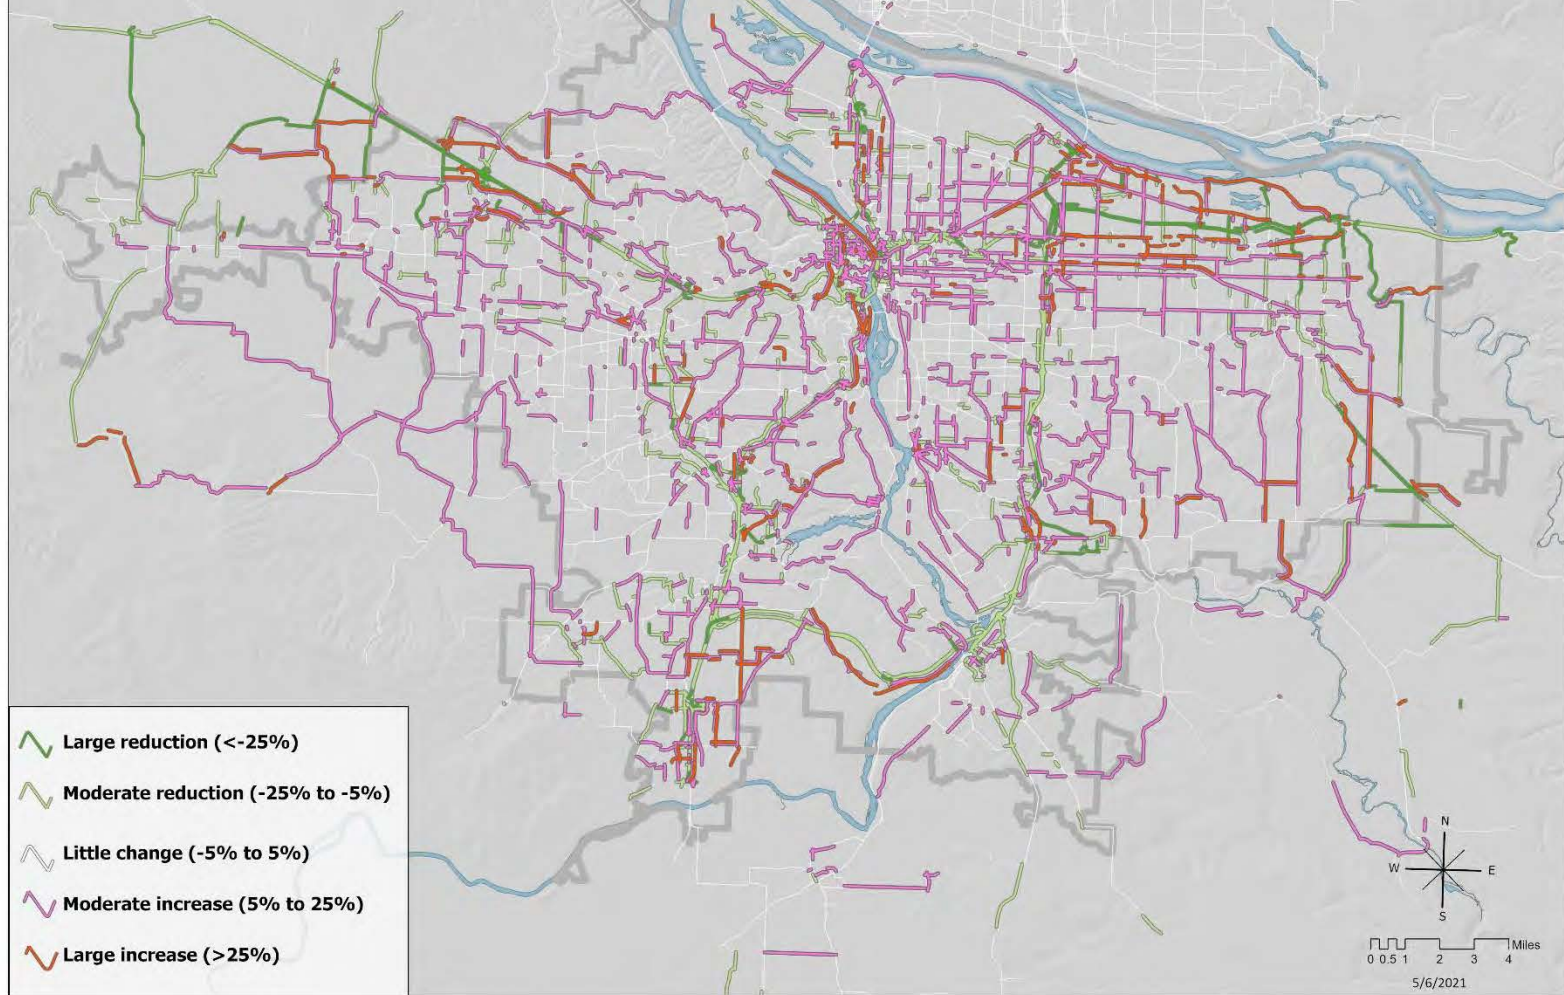 Large reduction (<-25%)
Moderate reduction (-25% to -5%)
Little change (-5% to 5%)
Moderate increase (5% to 25%)
Large increase (>25%)
N
W E
S
Miles
0 0.5 1 2 3 4
5/6/2021